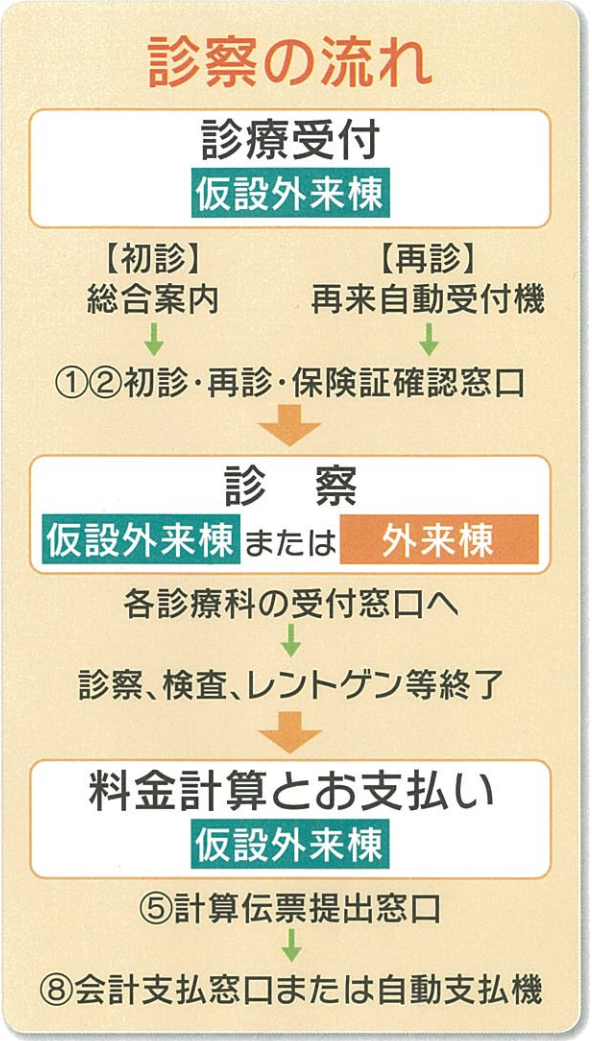 診察の流れ
診療受付
仮設外来棟
【初診】 【再診】
総合案内 再来自動受付機
①②初診・再診・保険証確認窓口
診 察
仮設外来棟または 外来棟
各診療科の受付窓口へ
診察、検査、レントゲン等終了
料金計算とお支払い
仮設外来棟
⑤計算伝票提出窓口
⑧会計支払窓口または自動支払機